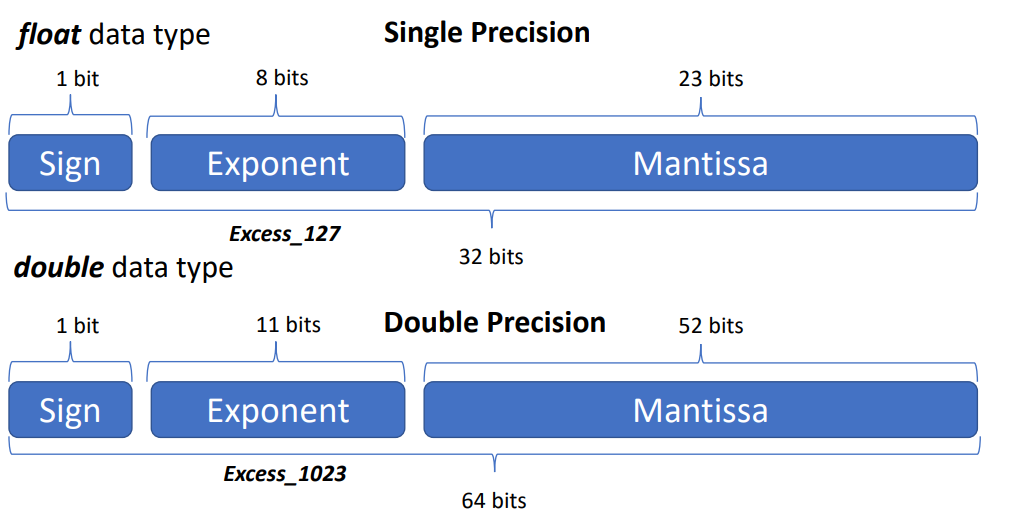 float data type
Single Precision
1 bit
8 bits
23 bits
Sign
Exponent
Mantissa
Excess_127
32 bits
double data type
1 bit
11 bits
Double Precision
52 bits
Sign
Exponent
Mantissa
Excess_1023
64 bits